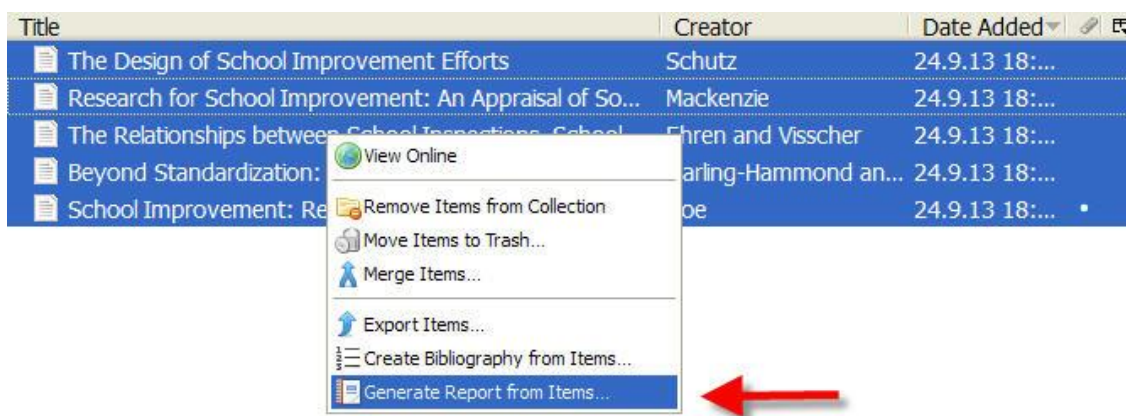 Title Creator Date Added
The Design of School Improvement Efforts Schutz 24.9.13 18:...
Research for School Improvement: An Appraisal of So... Mackenzie 24.9.13 18:...
The Relationships between School Inspections, School Ehren and Visscher 24.9.13 18:...
Beyond Standardization: arling-Hammond an... 24.9.13 18:...
School Improvement: Re oe 24.9.13 18:...
View Online
Remove Items from Collection
Move Items to Trash...
Merge Items...
Export Items...
Create Bibliography from Items...
Generate Report from Items...